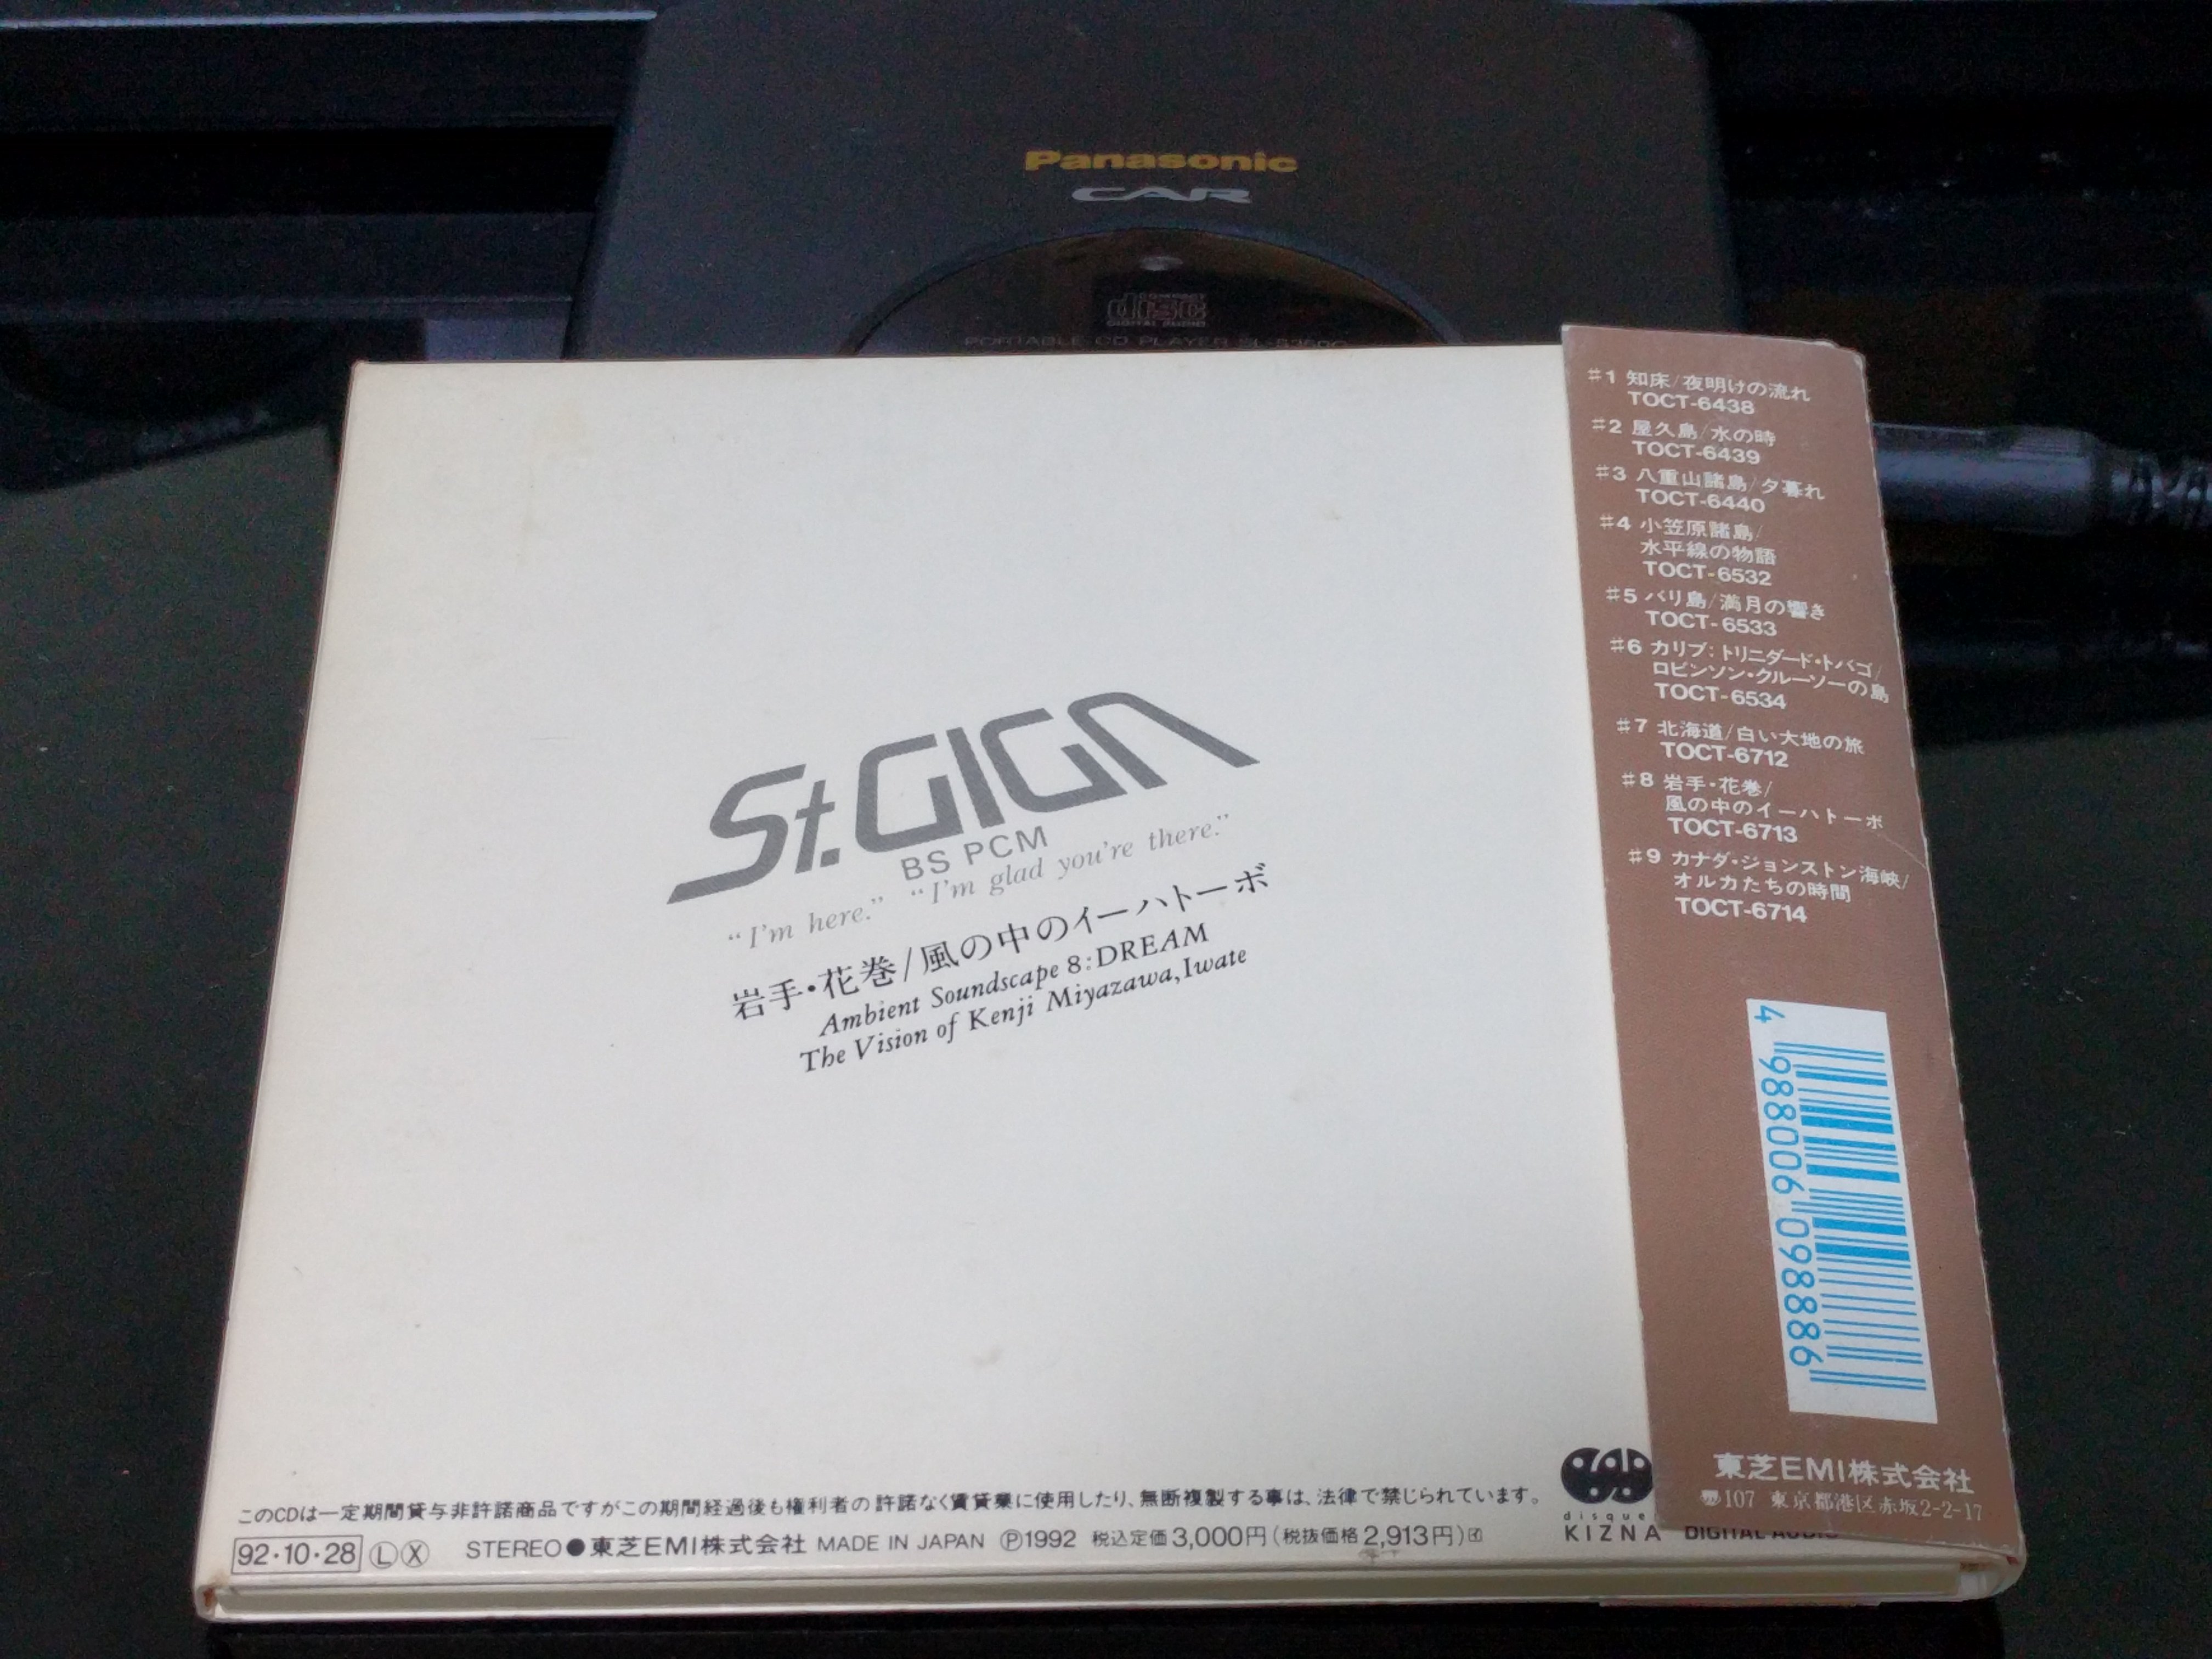 Panasonic
CAR
COMPACT
disc
DIGITAL AUDIO
PORTABLE CD PLAYER
#1 知床/夜明けの流れ
TOCT-6438
#2 屋久島/水の時
TOCT-6439
#3 八重山諸島/夕暮れ
TOCT-6440
#4 小笠原諸島/
水平線の物語
TOCT-6532
#5 バリ島/満月の響き
TOCT-6533
#6 カリブ:トリニダード・トバゴ/
ロビンソン・クルーソーの島
TOCT-6534
#7 北海道/白い大地の旅
TOCT-6712
#8 岩手・花巻/
風の中のイーハトーボ
TOCT-6713
#9 カナダ・ジョンストン海峡/
オルカたちの時間
TOCT-6714
4 988006 098886
東芝EMI株式会社
〒107 東京都港区赤坂2-2-17
St.GIGA
BS PCM
“I'm here.” “I'm glad you're there.”
岩手・花巻/風の中のイーハトーボ
Ambient Soundscape 8:DREAM
The Vision of Kenji Miyazawa,Iwate
このCDは一定期間貸与非許諾商品ですがこの期間経過後も権利者の許諾なく賃貸業に使用したり、無断複製する事は、法律で禁じられています。
92・10・28 Ⓛ Ⓧ STEREO●東芝EMI株式会社 MADE IN JAPAN Ⓟ1992 税込定価3,000円(税抜価格2,913円)
disque
KIZNA
DIGITAL AUDIO